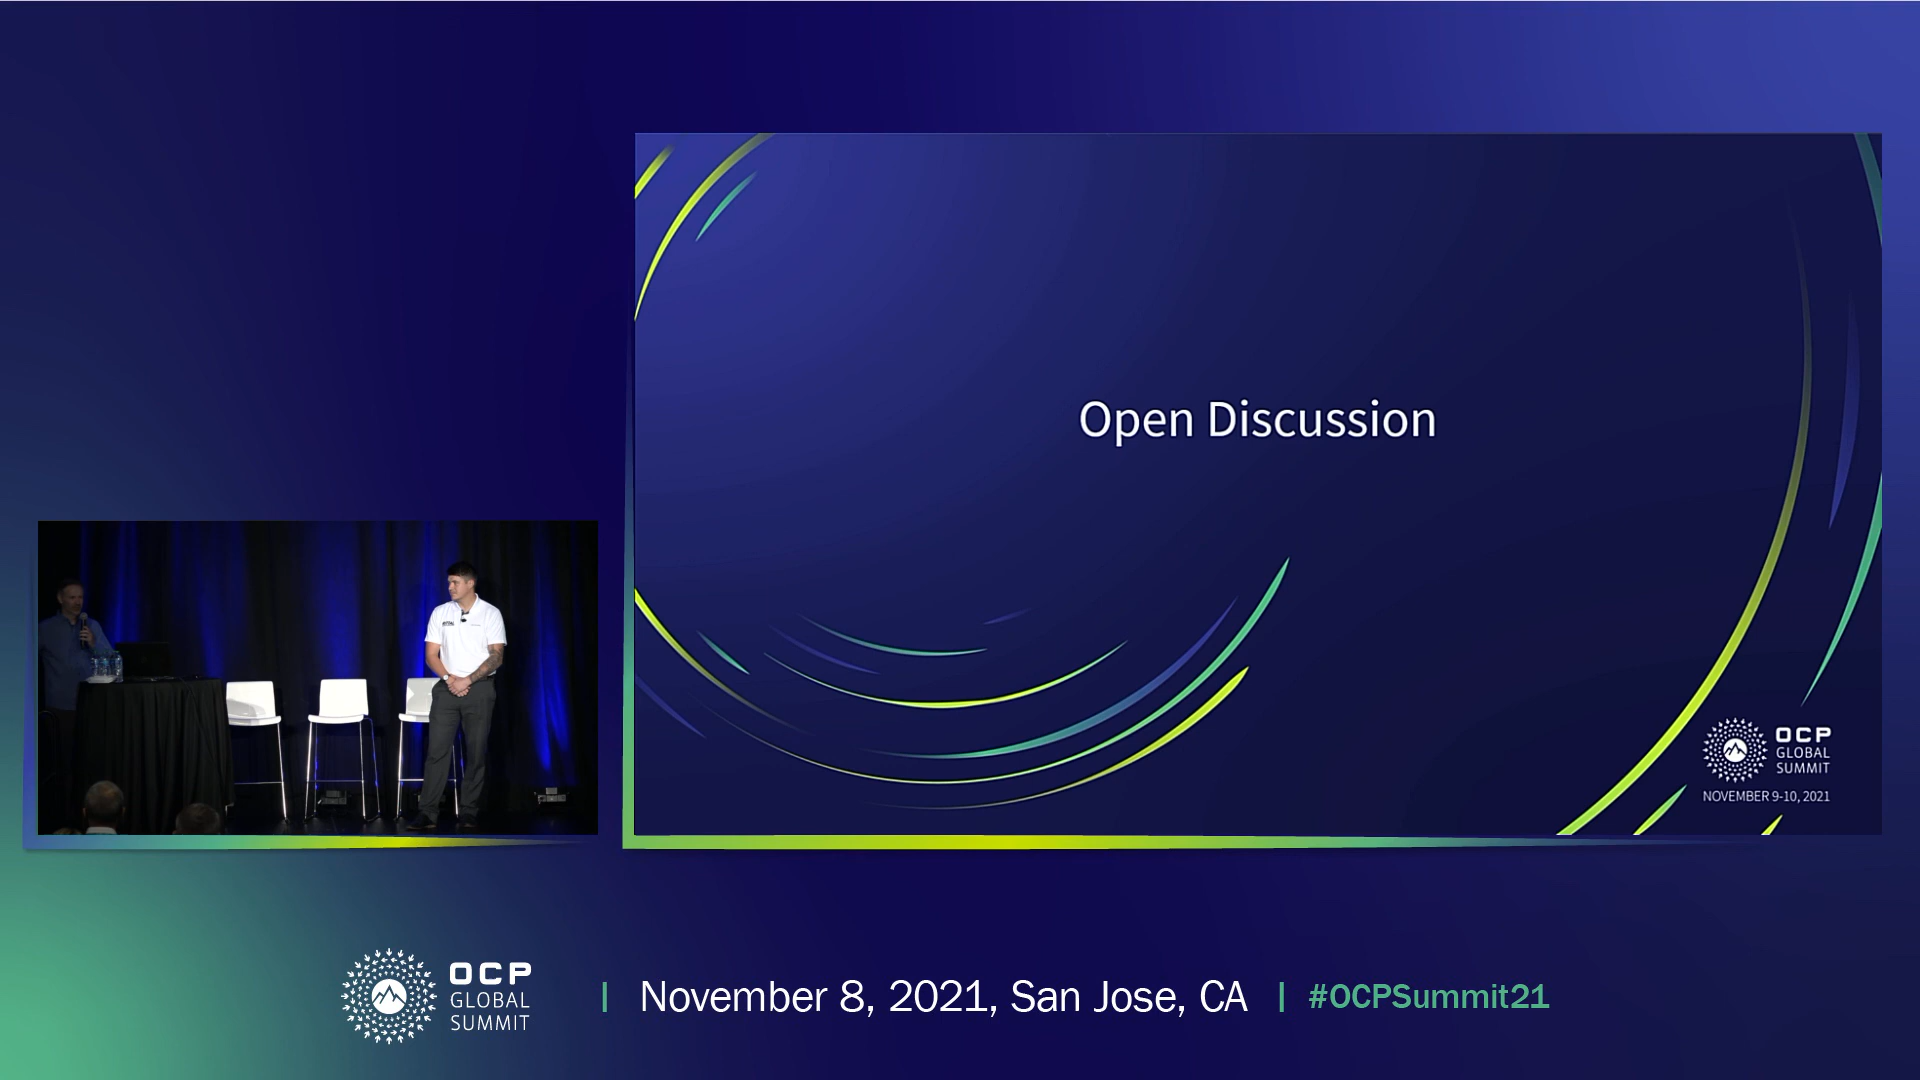 Open Discussion
OCP
GLOBAL
SUMMIT
NOVEMBER 9-10, 2021
OCP
GLOBAL
SUMMIT
November 8, 2021, San Jose, CA
#OCPSummit21